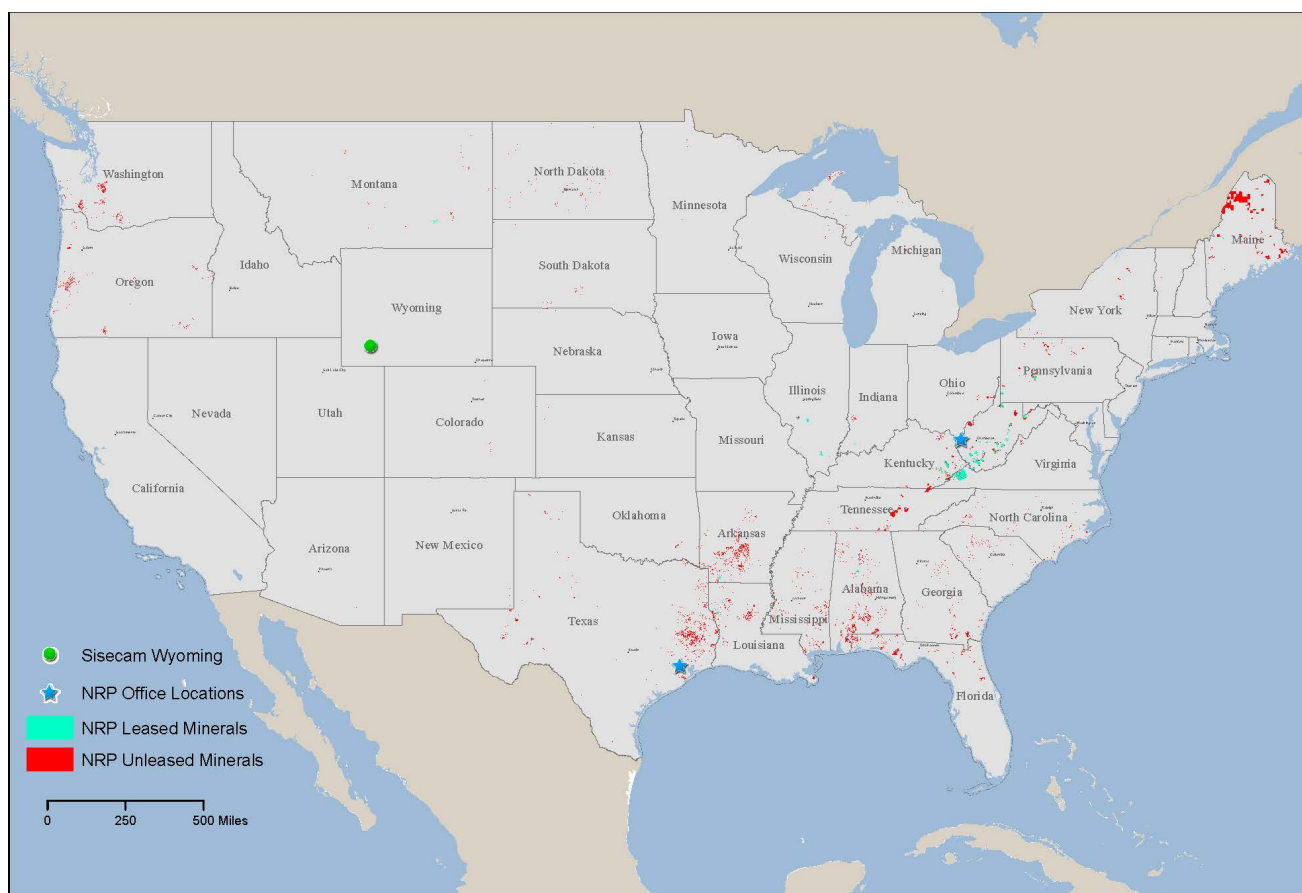 Washington
Montana
North Dakota
Minnesota
Maine
Oregon
Idaho
South Dakota
Wisconsin
Michigan
Wyoming
New York
Iowa
Nebraska
Pennsylvania
Illinois
Indiana
Ohio
Nevada
Utah
Colorado
Kansas
Missouri
Kentucky
Virginia
California
Oklahoma
Arkansas
Tennessee
North Carolina
Arizona
New Mexico
Alabama
Georgia
Texas
Mississippi
Louisiana
Florida
Sisecam Wyoming
NRP Office Locations
NRP Leased Minerals
NRP Unleased Minerals
0 250 500 Miles